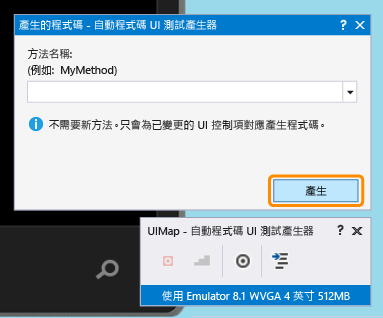 產生的程式碼 - 自動程式碼 UI 測試產生器
方法名稱:
(例如: MyMethod)
不需要新方法。只會為已變更的 UI 控制項對應產生程式碼。
產生
UIMap - 自動程式碼 UI 測試產生器
使用 Emulator 8.1 WVGA 4 英寸 512MB